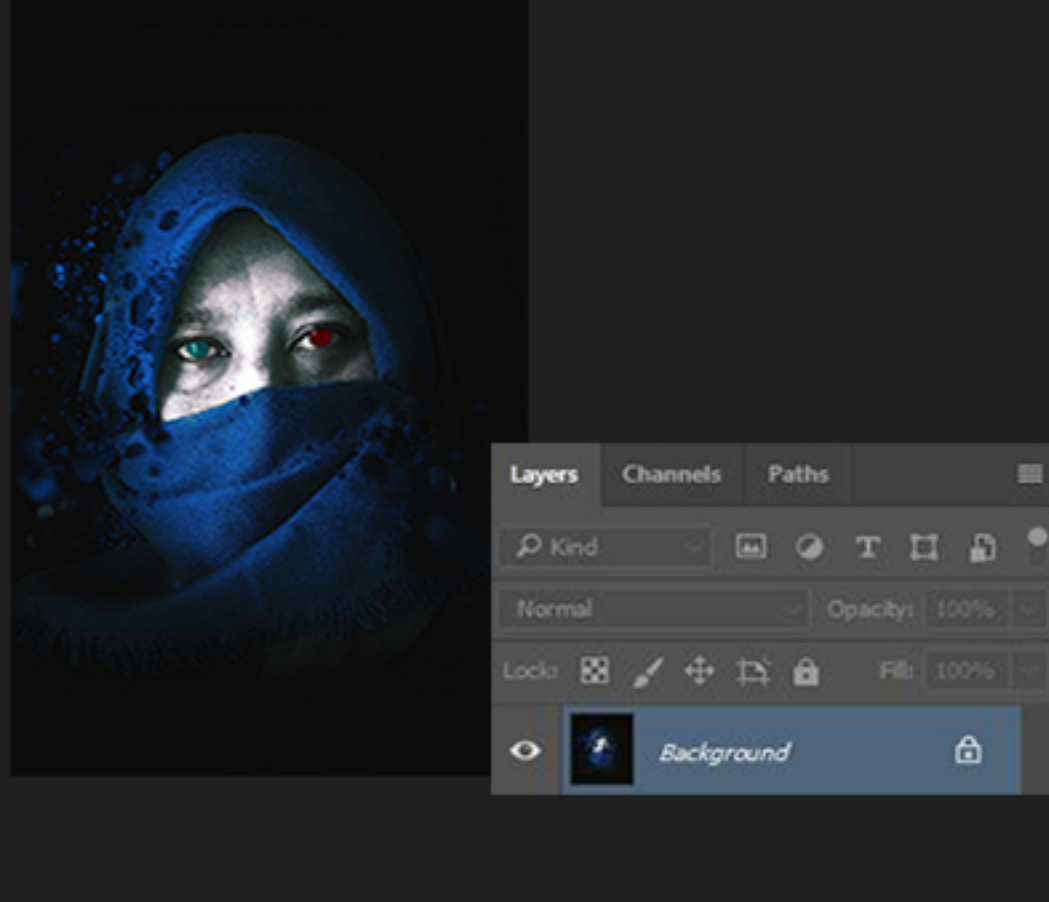 Layers Channels Paths
Kind
Normal Opacity: 100%
Lock: Fill: 100%
Background